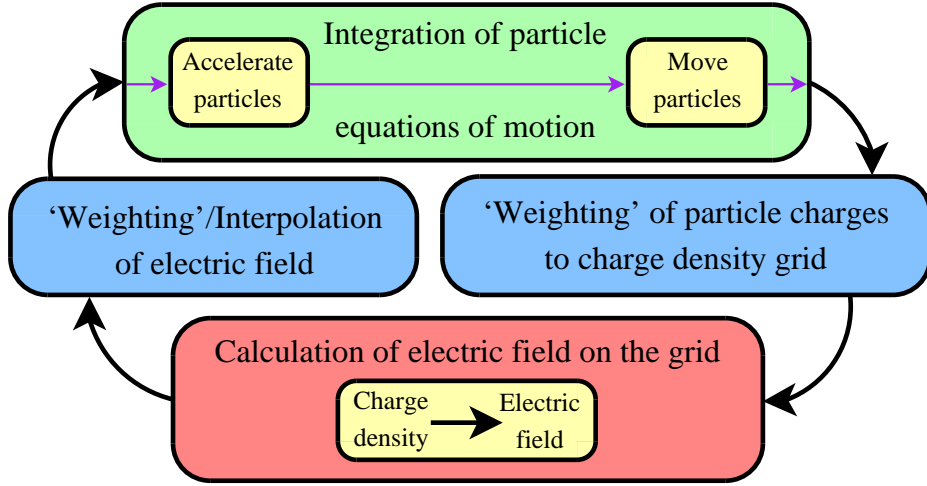 Integration of particle
Accelerate
particles
Move
particles
equations of motion
‘Weighting’/Interpolation
of electric field
‘Weighting’ of particle charges
to charge density grid
Calculation of electric field on the grid
Charge
density
Electric
field